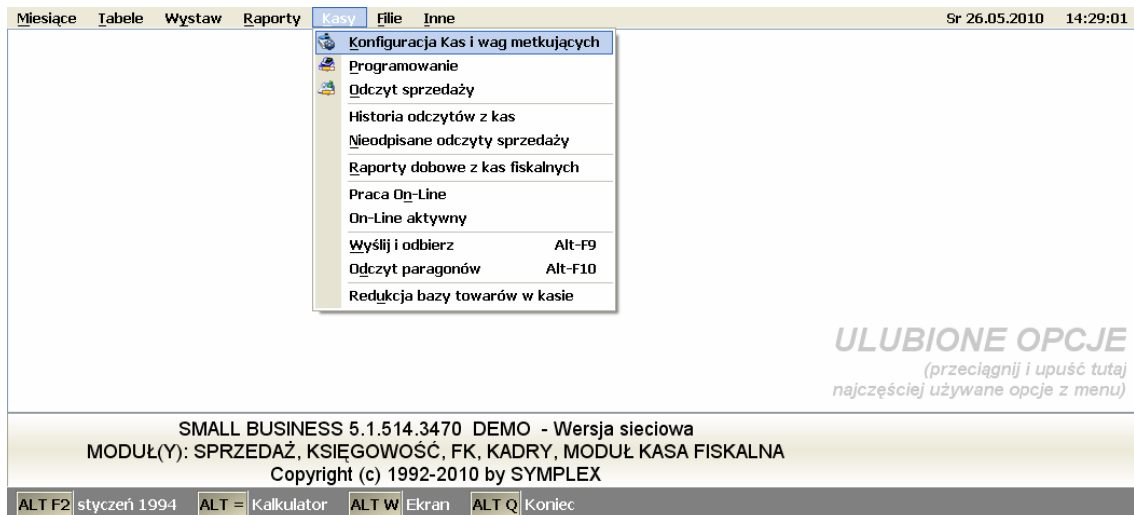 Miesiące Tabele Wystaw Raporty Kasy Filie Inne Sr 26.05.2010 14:29:01
Konfiguracja Kas i wag metkujących
Programowanie
Odczyt sprzedaży
Historia odczytów z kas
Nieodpisane odczyty sprzedaży
Raporty dobowe z kas fiskalnych
Praca On-Line
On-Line aktywny
Wyślij i odbierz Alt-F9
Odczyt paragonów Alt-F10
Redukcja bazy towarów w kasie
ULUBIONE OPCJE
(przeciągnij i upuść tutaj
najczęściej używane opcje z menu)
SMALL BUSINESS 5.1.514.3470 DEMO - Wersja sieciowa
MODUŁ(Y): SPRZEDAŻ, KSIĘGOWOŚĆ, FK, KADRY, MODUŁ KASA FISKALNA
Copyright (c) 1992-2010 by SYMPLEX
ALT F2 styczeń 1994 ALT = Kalkulator ALT W Ekran ALT Q Koniec